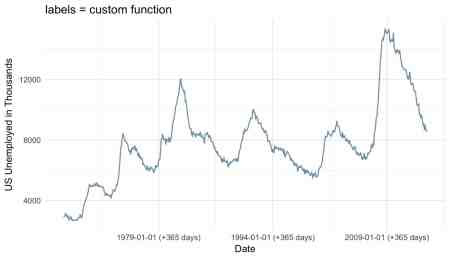 labels = custom function
US Unemployed in Thousands
12000
8000
4000
1979-01-01 (+365 days)
1994-01-01 (+365 days)
2009-01-01 (+365 days)
Date